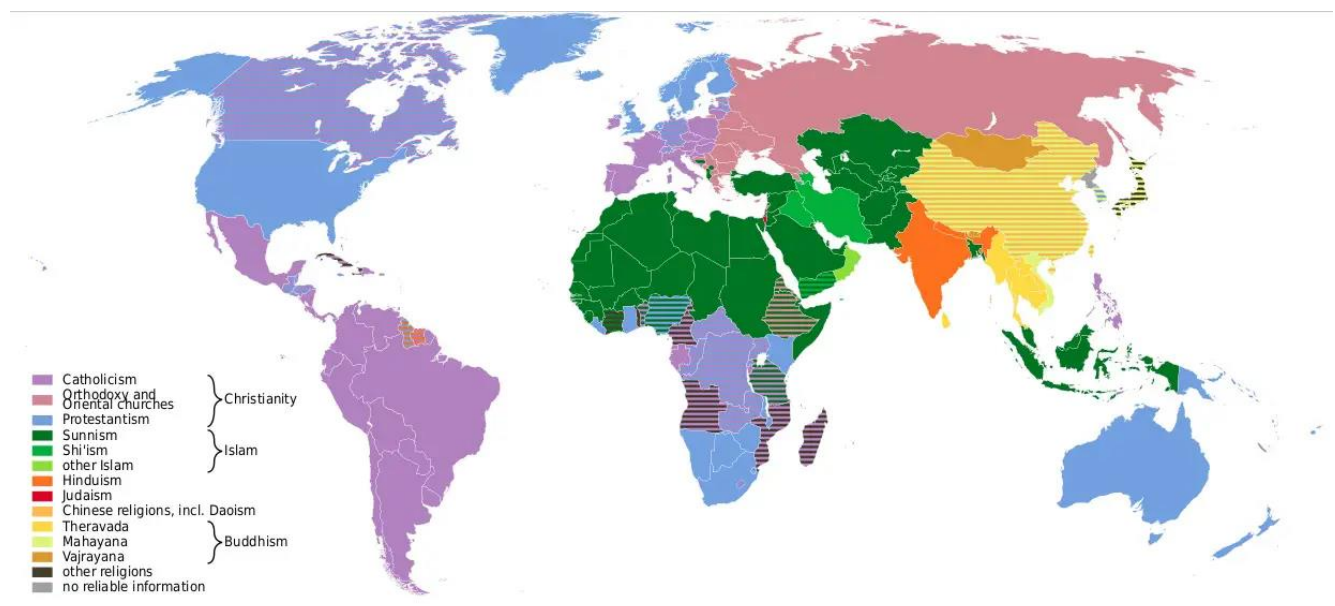 Catholicism
Orthodoxy and
Oriental churches
Christianity
Protestantism
Sunnism
Shi'ism
Islam
other Islam
Hinduism
Judaism
Chinese religions, incl. Daoism
Theravada
Mahayana
Buddhism
Vajrayana
other religions
no reliable information